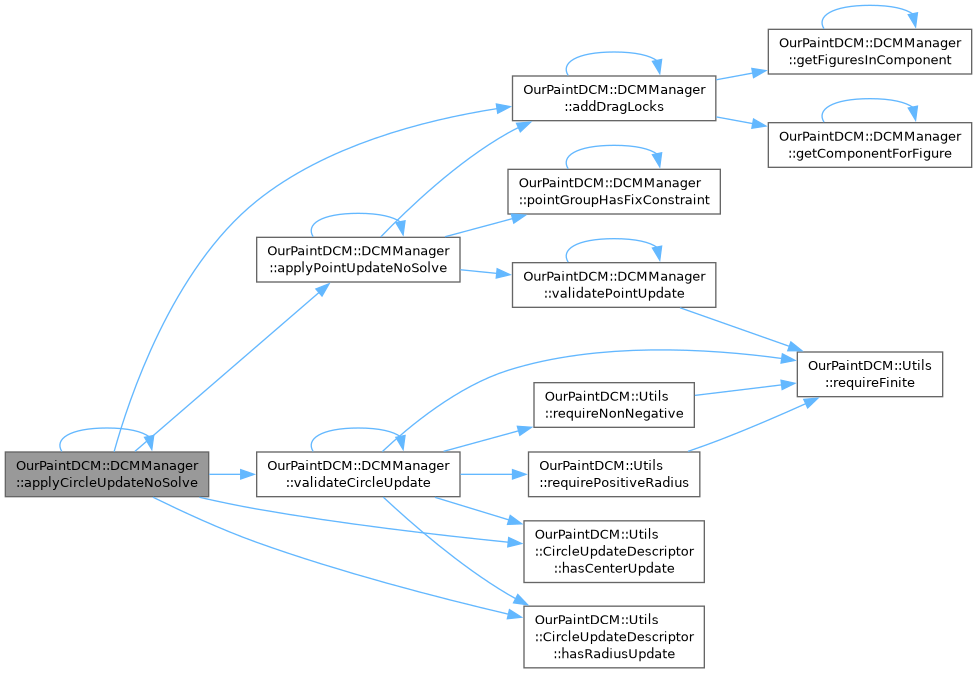 OurPaintDCM::DCMManager
::getFiguresInComponent
OurPaintDCM::DCMManager
::addDragLocks
OurPaintDCM::DCMManager
::getComponentForFigure
OurPaintDCM::DCMManager
::pointGroupHasFixConstraint
OurPaintDCM::DCMManager
::applyPointUpdateNoSolve
OurPaintDCM::DCMManager
::validatePointUpdate
OurPaintDCM::Utils
::requireFinite
OurPaintDCM::Utils
::requireNonNegative
OurPaintDCM::DCMManager
::applyCircleUpdateNoSolve
OurPaintDCM::DCMManager
::validateCircleUpdate
OurPaintDCM::Utils
::requirePositiveRadius
OurPaintDCM::Utils
::CircleUpdateDescriptor
::hasCenterUpdate
OurPaintDCM::Utils
::CircleUpdateDescriptor
::hasRadiusUpdate